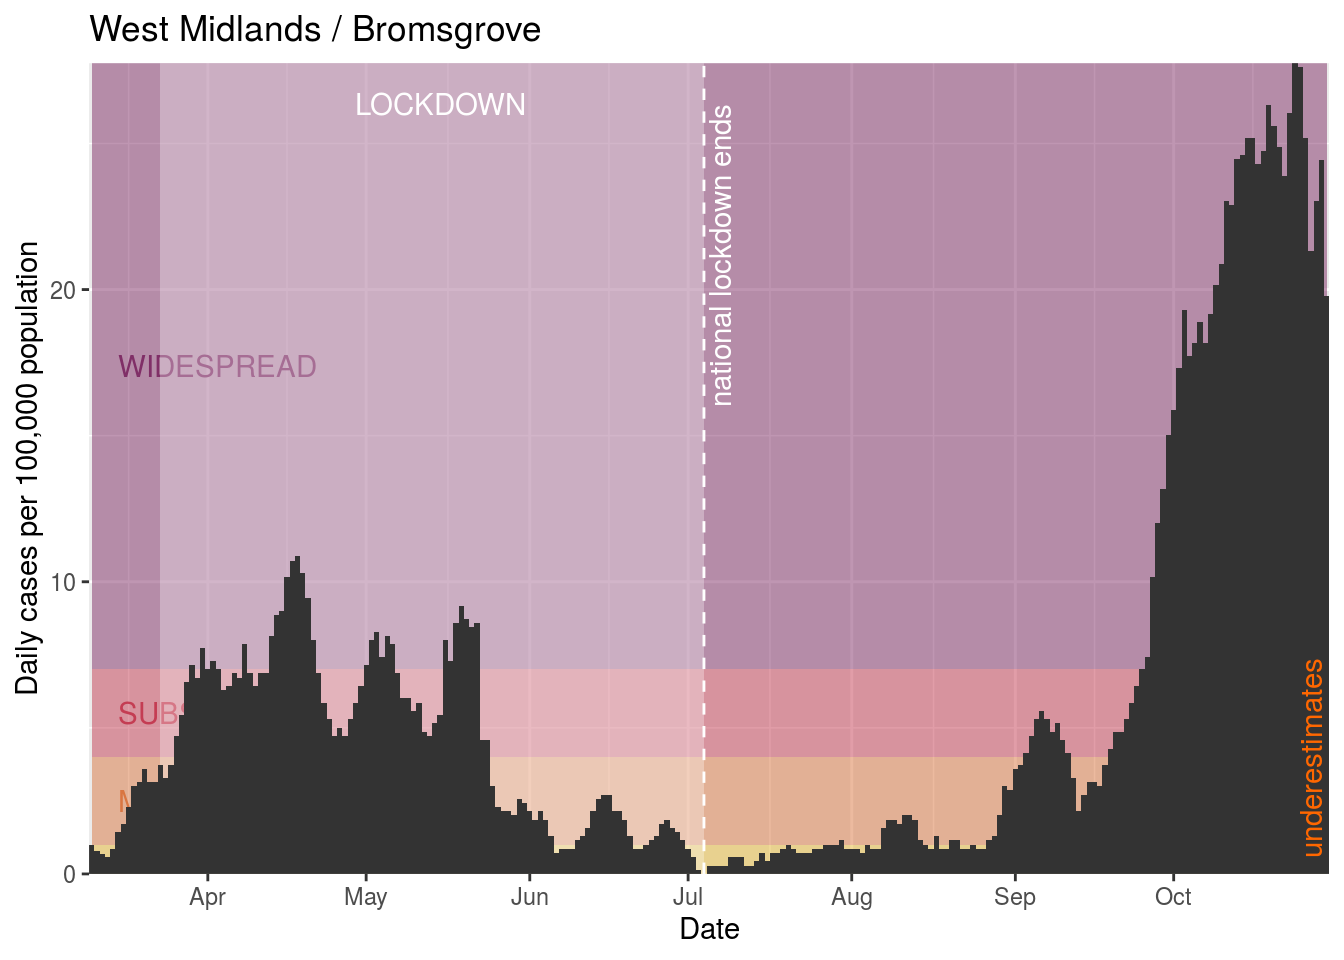 West Midlands / Bromsgrove
Daily cases per 100,000 population
20
10
0
LOCKDOWN
national lockdown ends
WIDESPREAD
SUBS
M
underestimates
Apr
May
Jun
Jul
Aug
Sep
Oct
Date